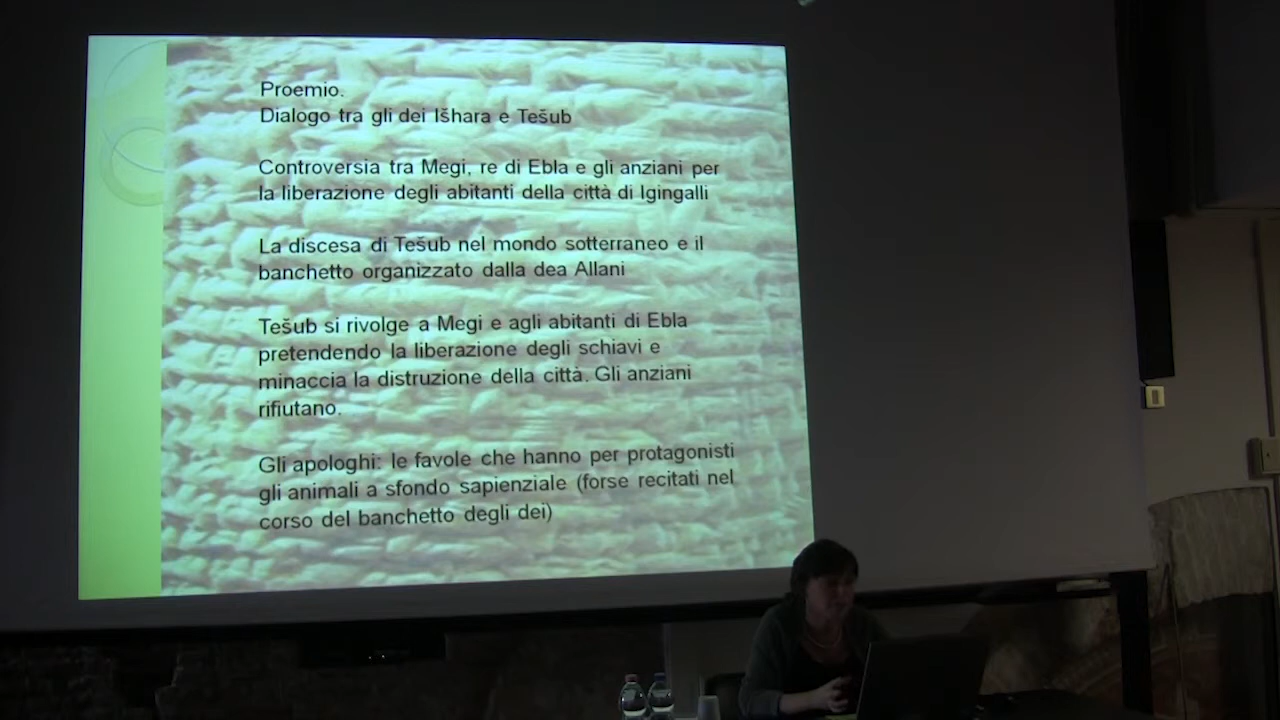 Proemio.
Dialogo tra gli dei Išhara e Tešub
Controversia tra Megi, re di Ebla e gli anziani per
la liberazione degli abitanti della città di Igingalli
La discesa di Tešub nel mondo sotterraneo e il
banchetto organizzato dalla dea Allani
Tešub si rivolge a Megi e agli abitanti di Ebla
pretendendo la liberazione degli schiavi e
minaccia la distruzione della città. Gli anziani
rifiutano.
Gli apologhi: le favole che hanno per protagonisti
gli animali a sfondo sapienziale (forse recitati nel
corso del banchetto degli dei)